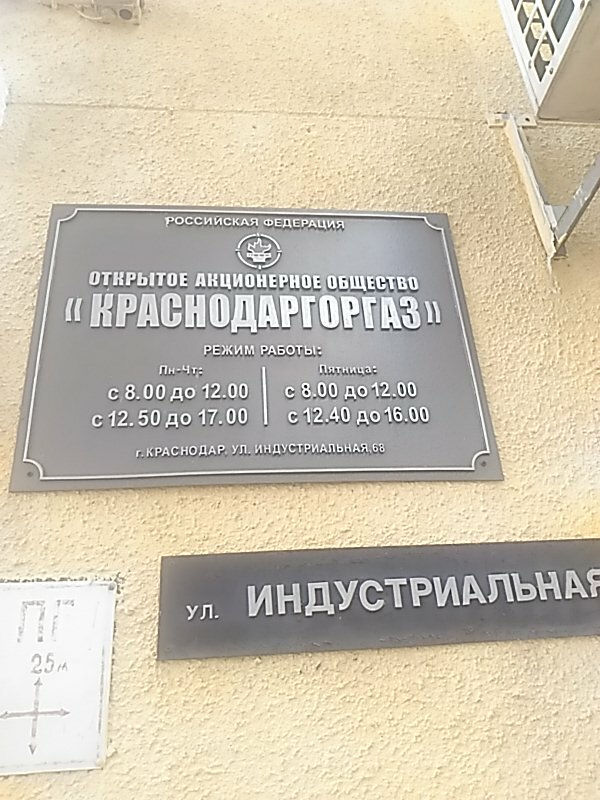 РОССИЙСКАЯ ФЕДЕРАЦИЯ
ОТКРЫТОЕ АКЦИОНЕРНОЕ ОБЩЕСТВО
«КРАСНОДАРГОРГАЗ»
РЕЖИМ РАБОТЫ:
Пн-Чт: Пятница:
с 8.00 до 12.00 с 8.00 до 12.00
с 12.50 до 17.00 с 12.40 до 16.00
г. КРАСНОДАР, УЛ. ИНДУСТРИАЛЬНАЯ,68
УЛ. ИНДУСТРИАЛЬНАЯ
ПГ
25м